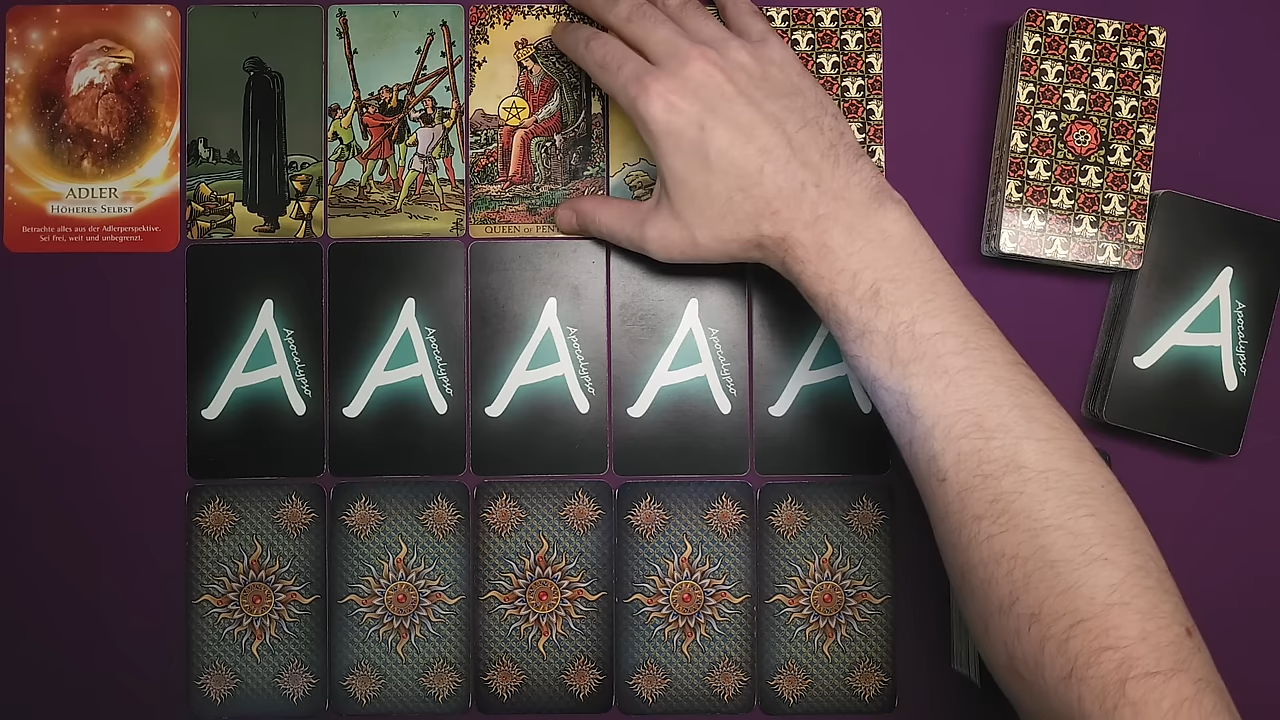 ADLER
HÖHERES SELBST
Betrachte alles aus der Adlerperspektive.
Sei frei, weit und unbegrenzt.
V
V
QUEEN OF PEN
A
Apocalypso
A
Apocalypso
A
Apocalypso
A
Apocalypso
A
A
Apocalypso